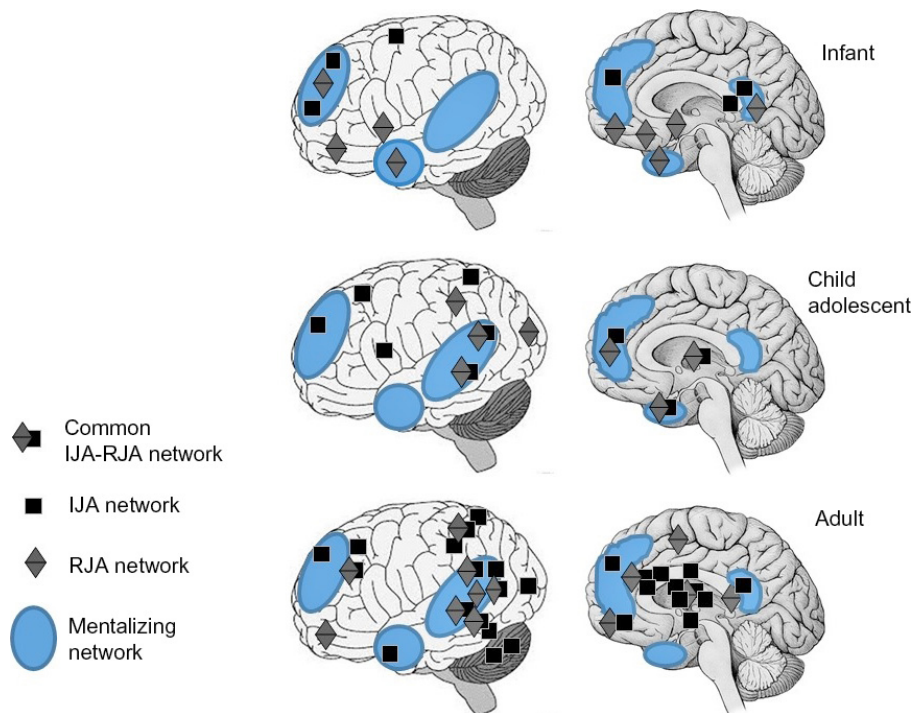 Infant
Child
adolescent
Adult
Common
IJA-RJA network
IJA network
RJA network
Mentalizing
network